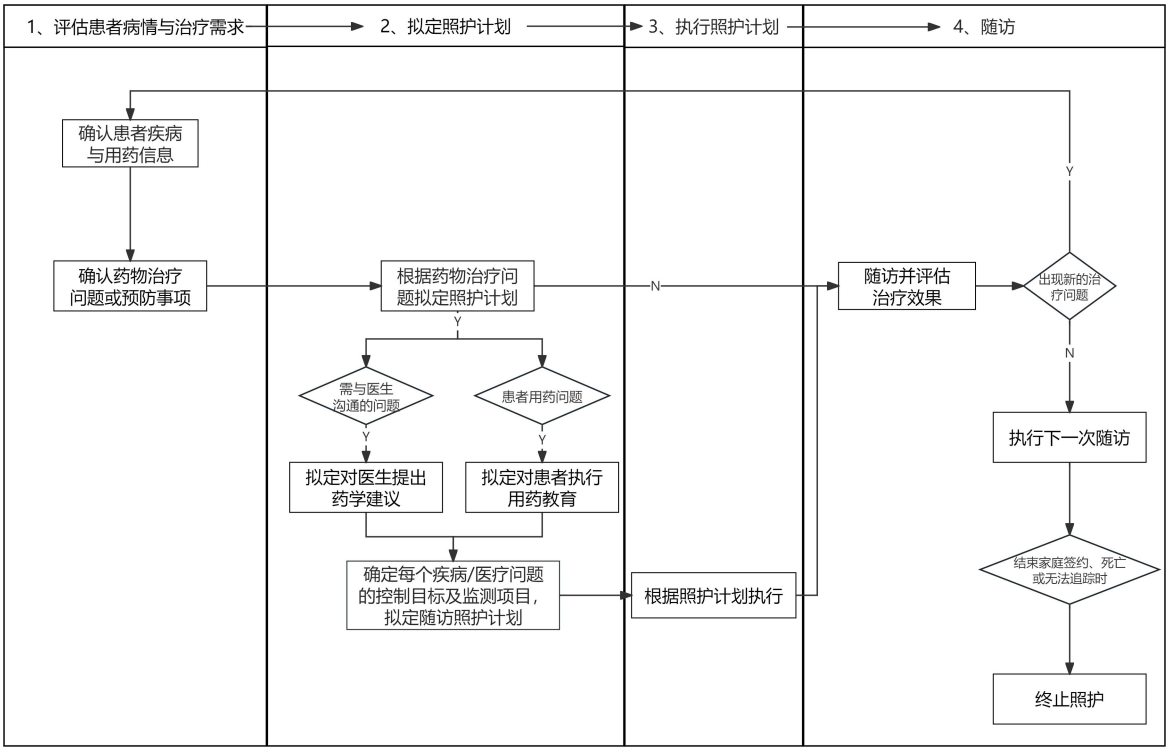 1、评估患者病情与治疗需求
2、拟定照护计划
3、执行照护计划
4、随访
确认患者疾病
与用药信息
确认药物治疗
问题或预防事项
根据药物治疗问
题拟定照护计划
Y
N
需与医生
沟通的问题
患者用药问题
Y
Y
拟定对医生提出
药学建议
拟定对患者执行
用药教育
确定每个疾病/医疗问题
的控制目标及监测项目，
拟定随访照护计划
根据照护计划执行
随访并评估
治疗效果
出现新的治
疗问题
Y
N
执行下一次随访
结束家庭签约、死亡
或无法追踪时
终止照护